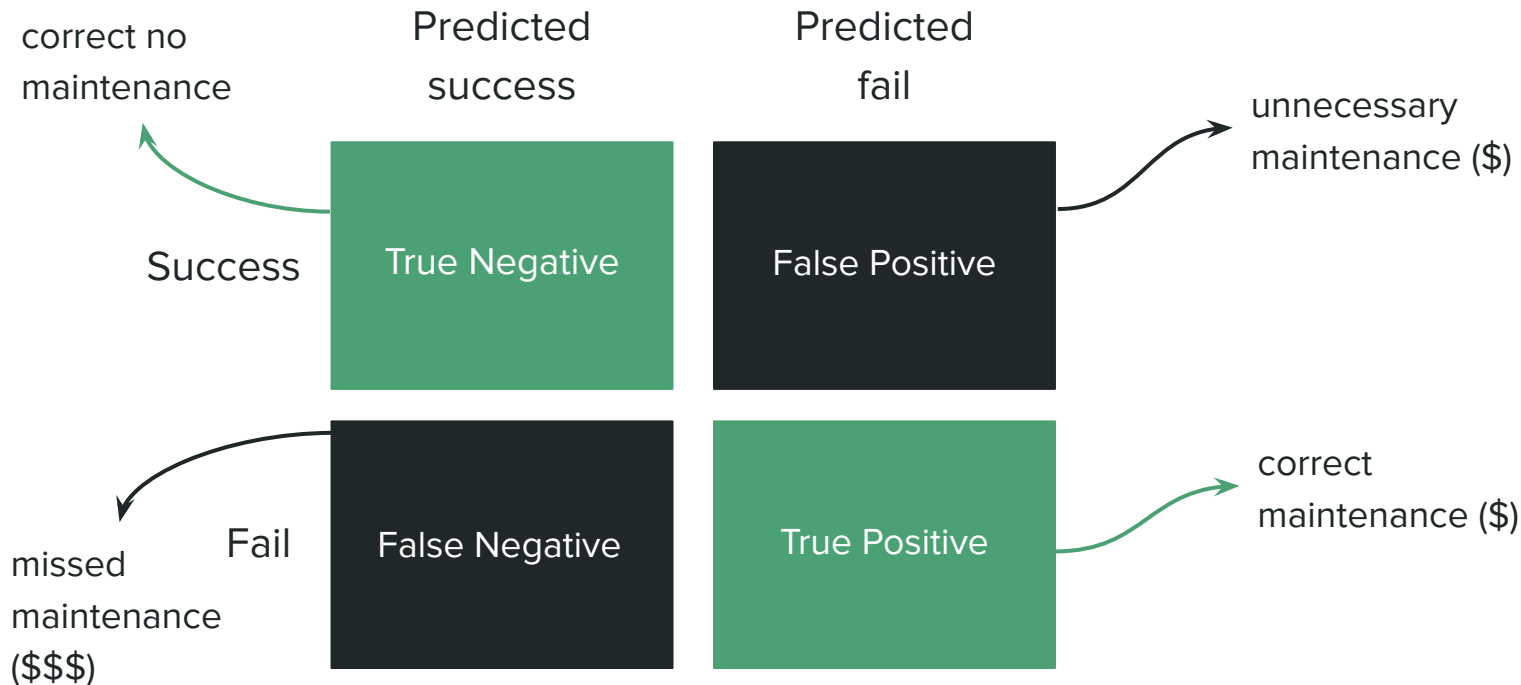 correct no
maintenance
Predicted
success
Predicted
fail
unnecessary
maintenance ($)
Success
True Negative
False Positive
missed
maintenance
($$$)
Fail
False Negative
True Positive
correct
maintenance ($)